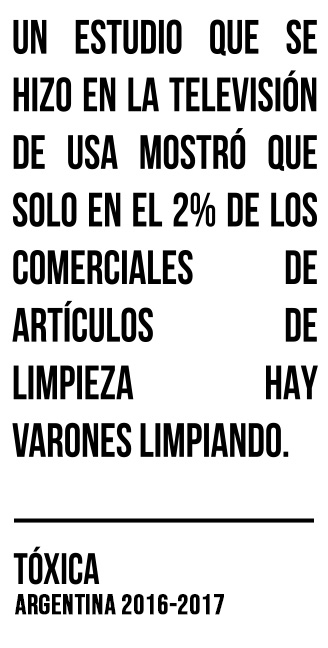 UN ESTUDIO QUE SE
HIZO EN LA TELEVISIÓN
DE USA MOSTRÓ QUE
SOLO EN EL 2% DE LOS
COMERCIALES DE
ARTÍCULOS DE
LIMPIEZA HAY
VARONES LIMPIANDO.
TÓXICA
ARGENTINA 2016-2017